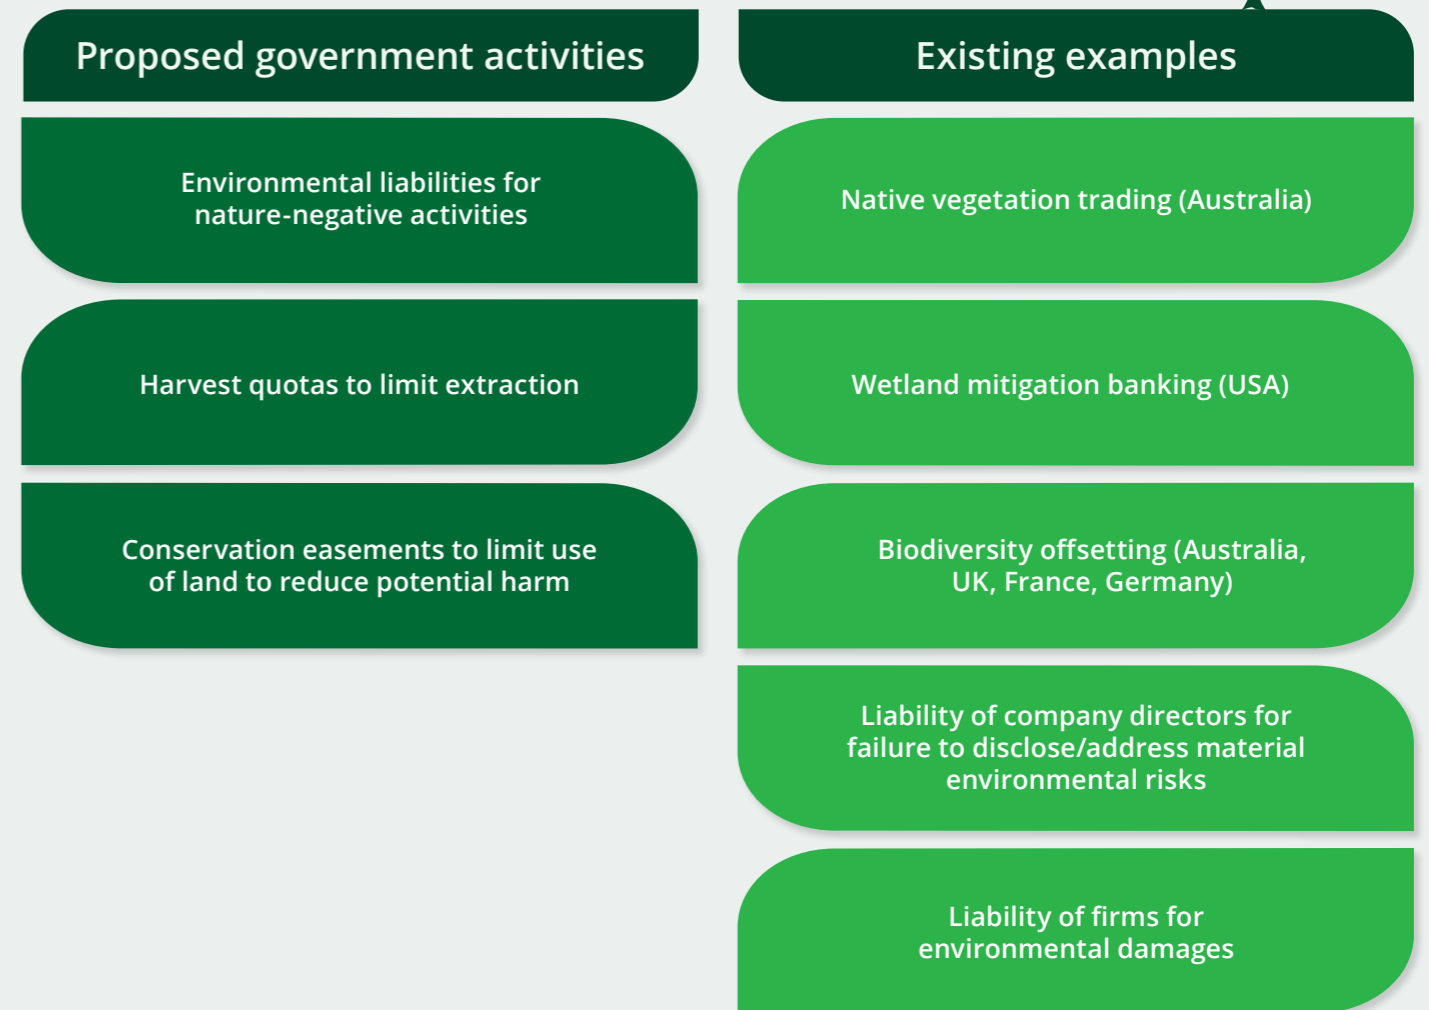 Proposed government activities
Environmental liabilities for
nature-negative activities
Harvest quotas to limit extraction
Conservation easements to limit use
of land to reduce potential harm
Existing examples
Native vegetation trading (Australia)
Wetland mitigation banking (USA)
Biodiversity offsetting (Australia,
UK, France, Germany)
Liability of company directors for
failure to disclose/address material
environmental risks
Liability of firms for
environmental damages